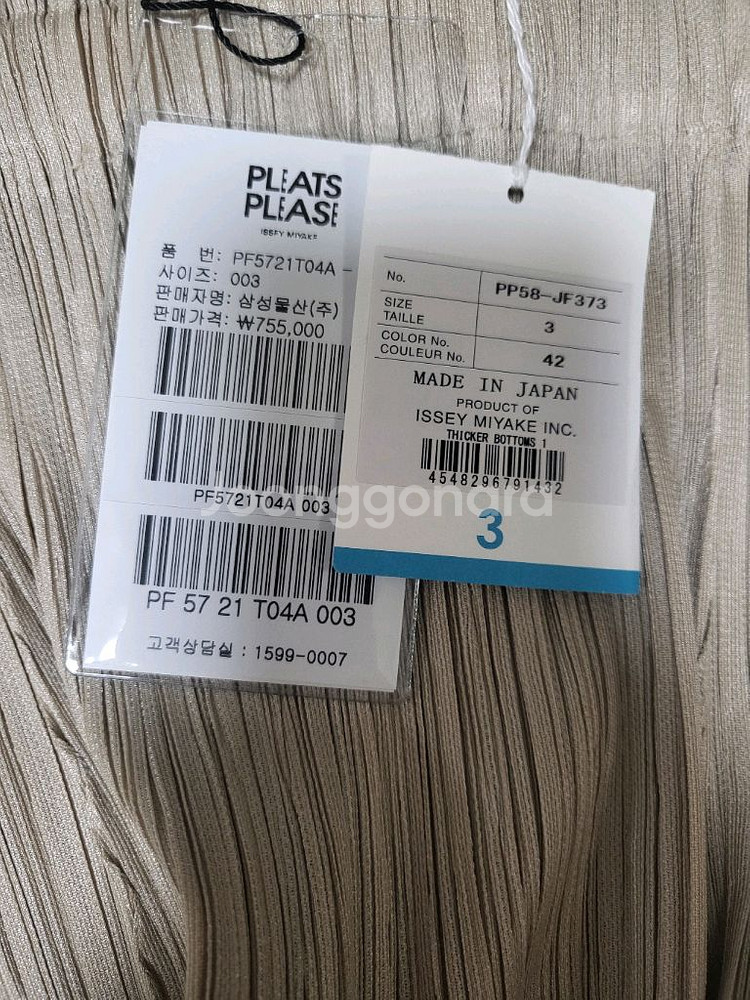 PLEATS
PLEASE
ISSEY MIYAKE
품 번: PF5721T04A -
사이즈: 003
판매자명: 삼성물산(주)
판매가격: ₩755,000
PF5721T04A 003
PF 57 21 T04A 003
고객상담실 : 1599-0007
No. PP58-JF373
SIZE
TAILLE 3
COLOR No.
COULEUR No. 42
MADE IN JAPAN
PRODUCT OF
ISSEY MIYAKE INC.
THICKER BOTTOMS 1
4548296791432
3
Joonggonara